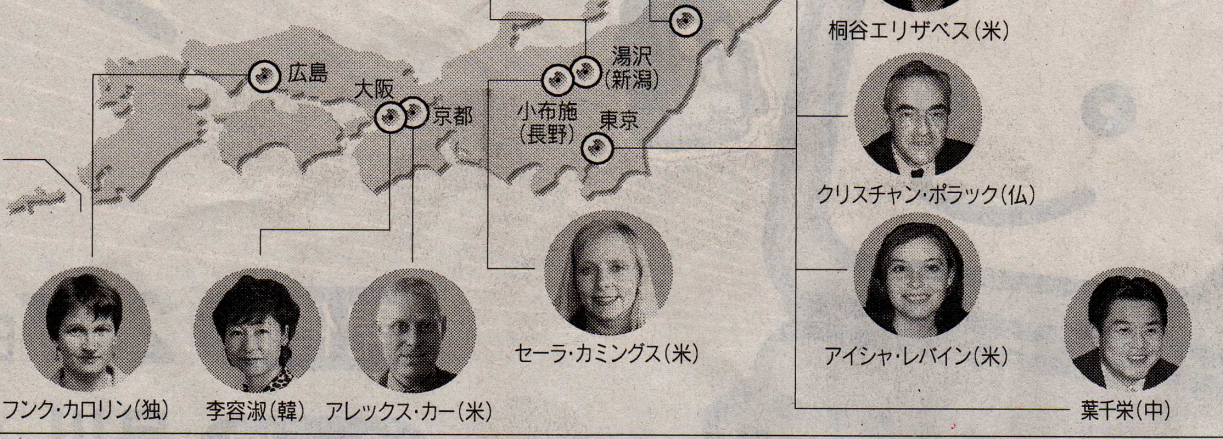 桐谷エリザベス(米)
広島
大阪
京都
湯沢
(新潟)
小布施
(長野)
東京
クリスチャン・ポラック(仏)
セーラ・カミングス(米)
アイシャ・レバイン(米)
フンク・カロリン(独)
李容淑(韓)
アレックス・カー(米)
葉千栄(中)